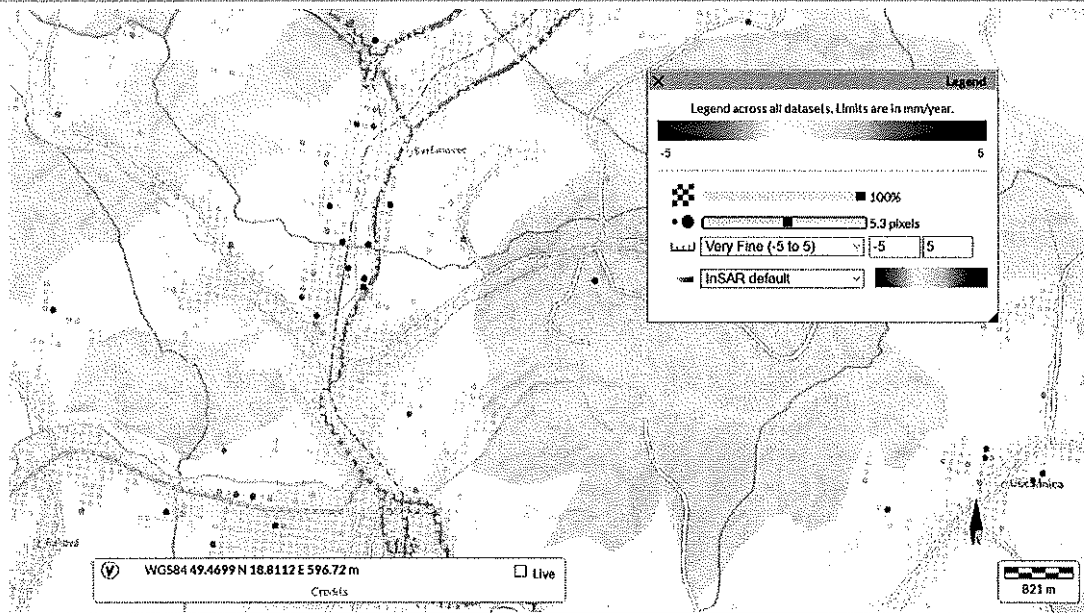 Legend
Legend across all datasets. Limits are in mm/year.
-5
5
100%
5.3 pixels
Very Fine (-5 to 5)
-5
5
InSAR default
WGS84 49.4699 N 18.8112 E 596.72 m
Live
Credits
821 m